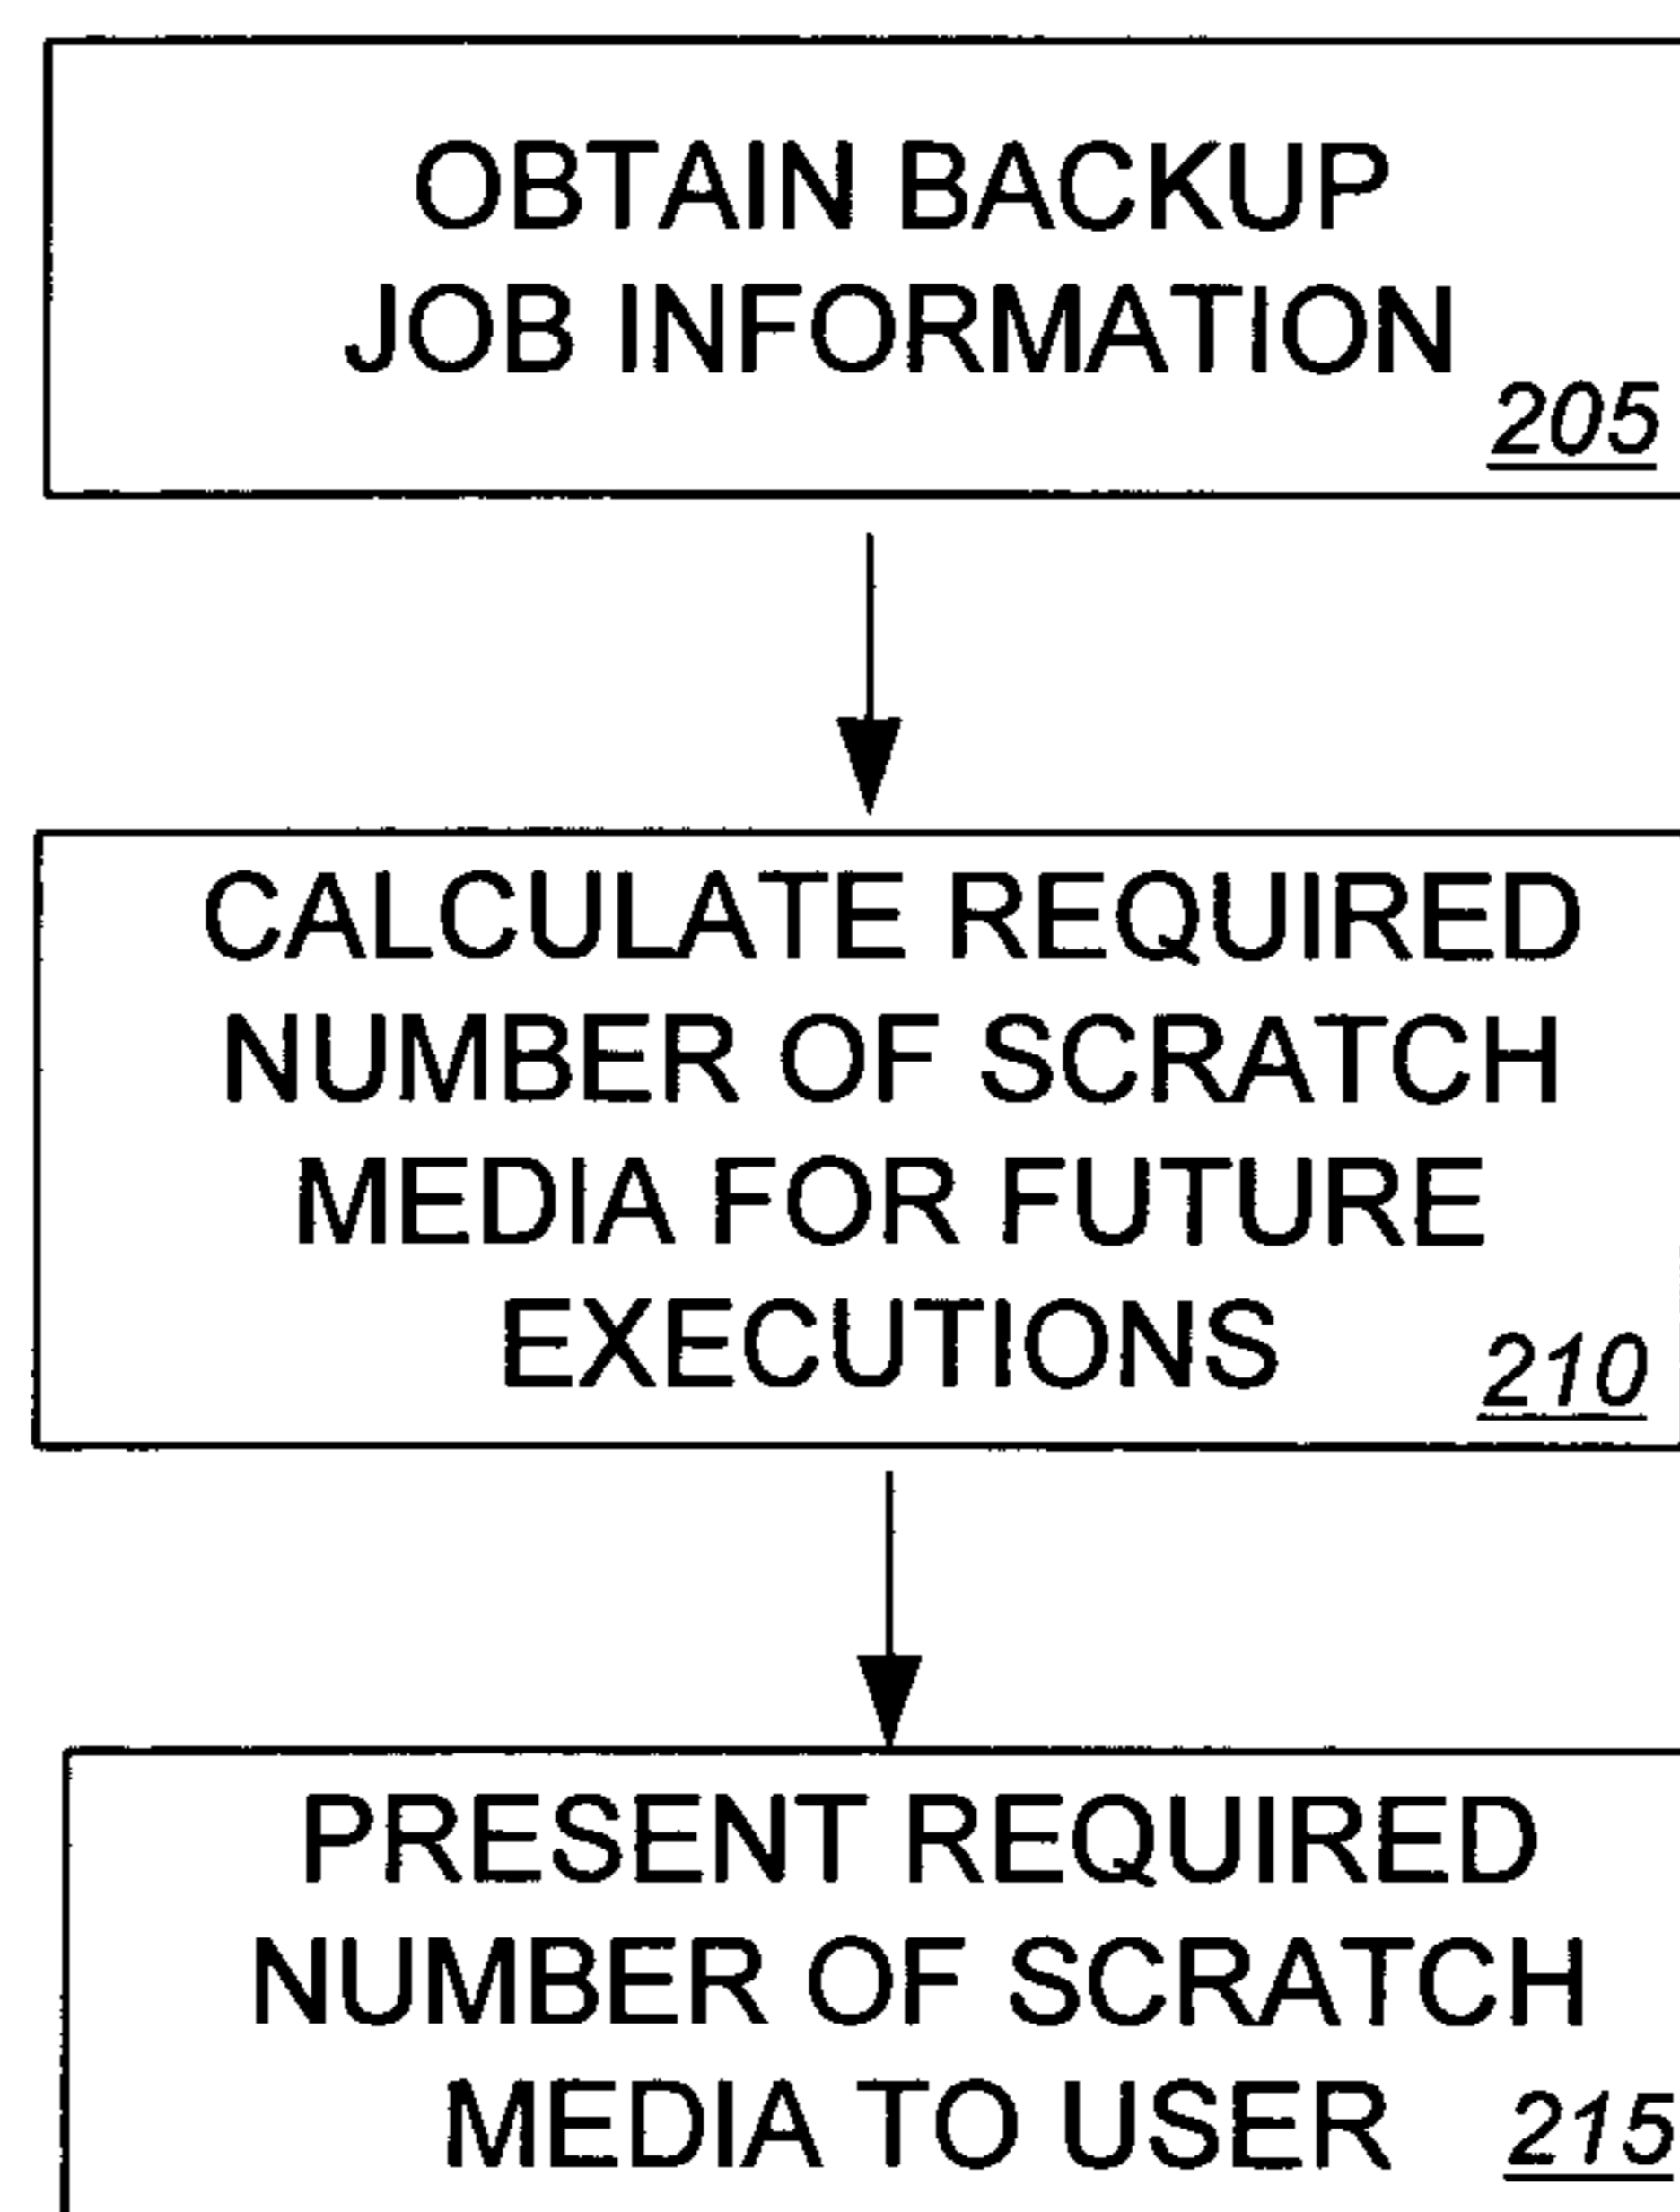 OBTAIN BACKUP
JOB INFORMATION
205
CALCULATE REQUIRED
NUMBER OF SCRATCH
MEDIA FOR FUTURE
EXECUTIONS
210
PRESENT REQUIRED
NUMBER OF SCRATCH
MEDIA TO USER
215